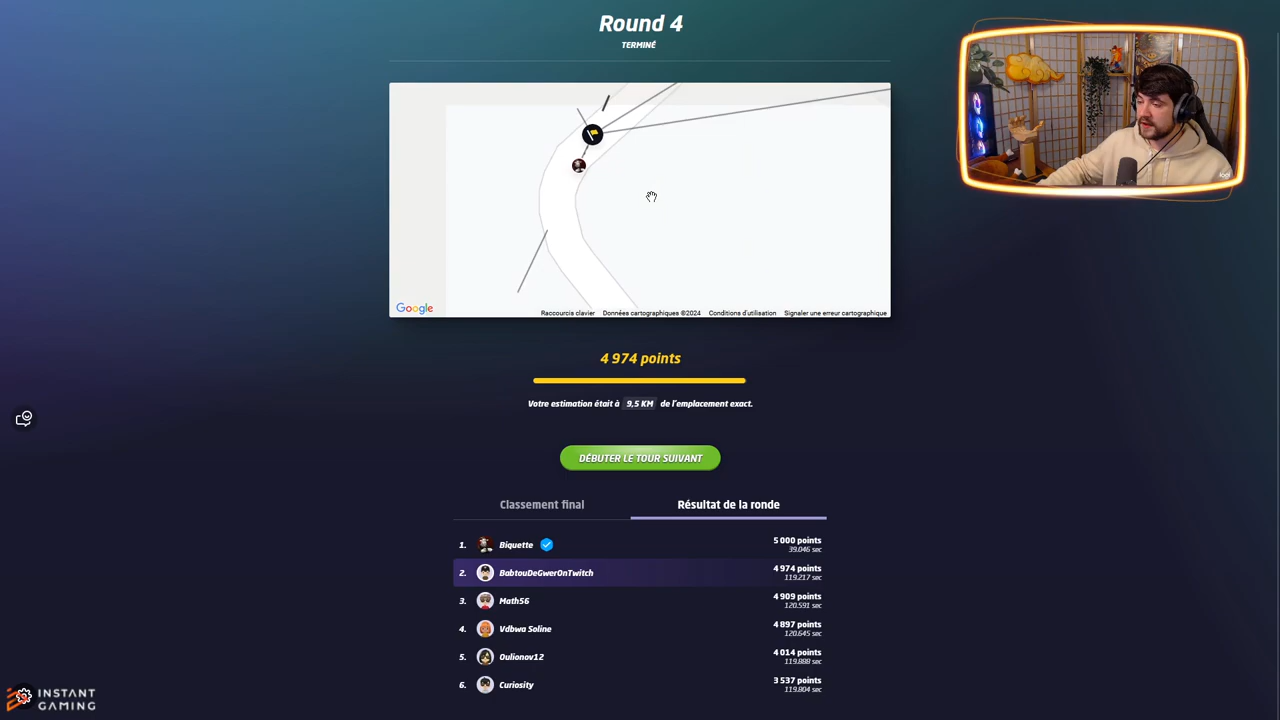 Round 4
TERMINÉ
Google
Raccourcis clavier
Données cartographiques ©2024
Conditions d'utilisation
Signaler une erreur cartographique
4 974 points
Votre estimation était à 9,5 KM de l'emplacement exact.
DÉBUTER LE TOUR SUIVANT
Classement final
Résultat de la ronde
1. Biquette 5 000 points
39.046 sec
2. BabtouDeGwerOnTwitch 4 974 points
119.217 sec
3. Math56 4 909 points
120.591 sec
4. Vdbwa Soline 4 897 points
120.645 sec
5. Oulionov12 4 014 points
119.888 sec
6. Curiosity 3 537 points
119.804 sec
INSTANT
GAMING
logi